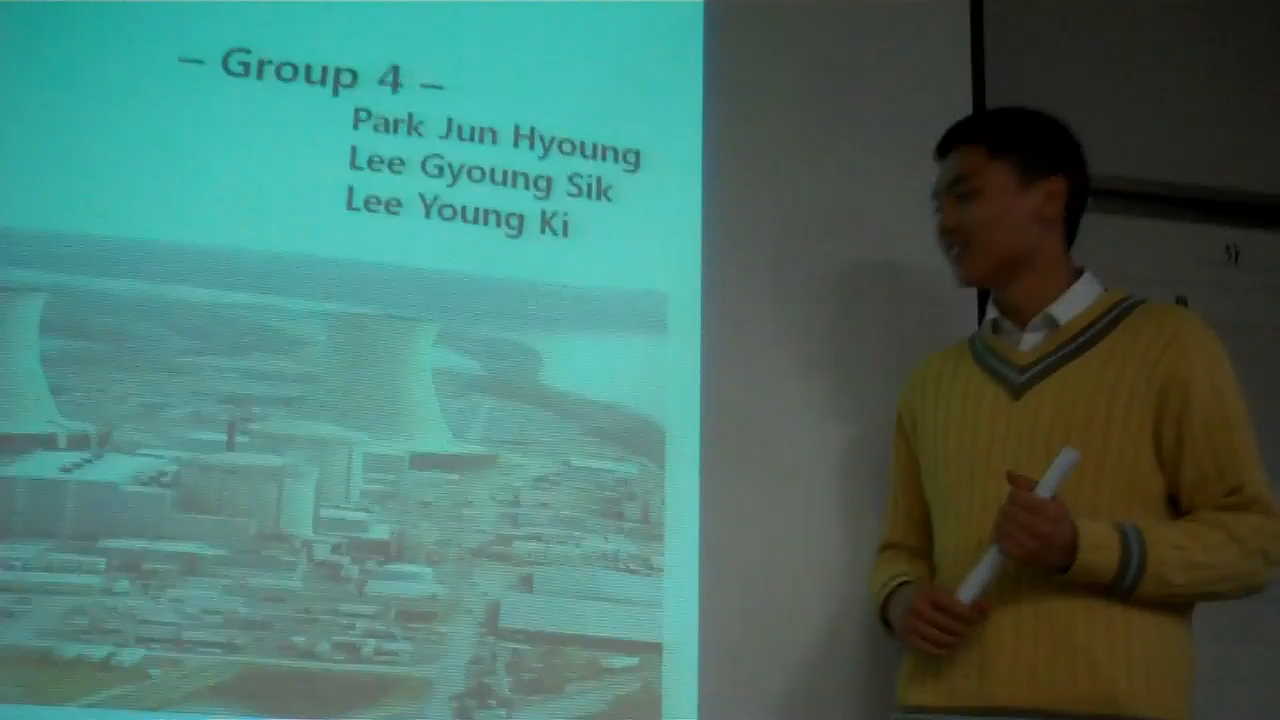 – Group 4 –
Park Jun Hyoung
Lee Gyoung Sik
Lee Young Ki